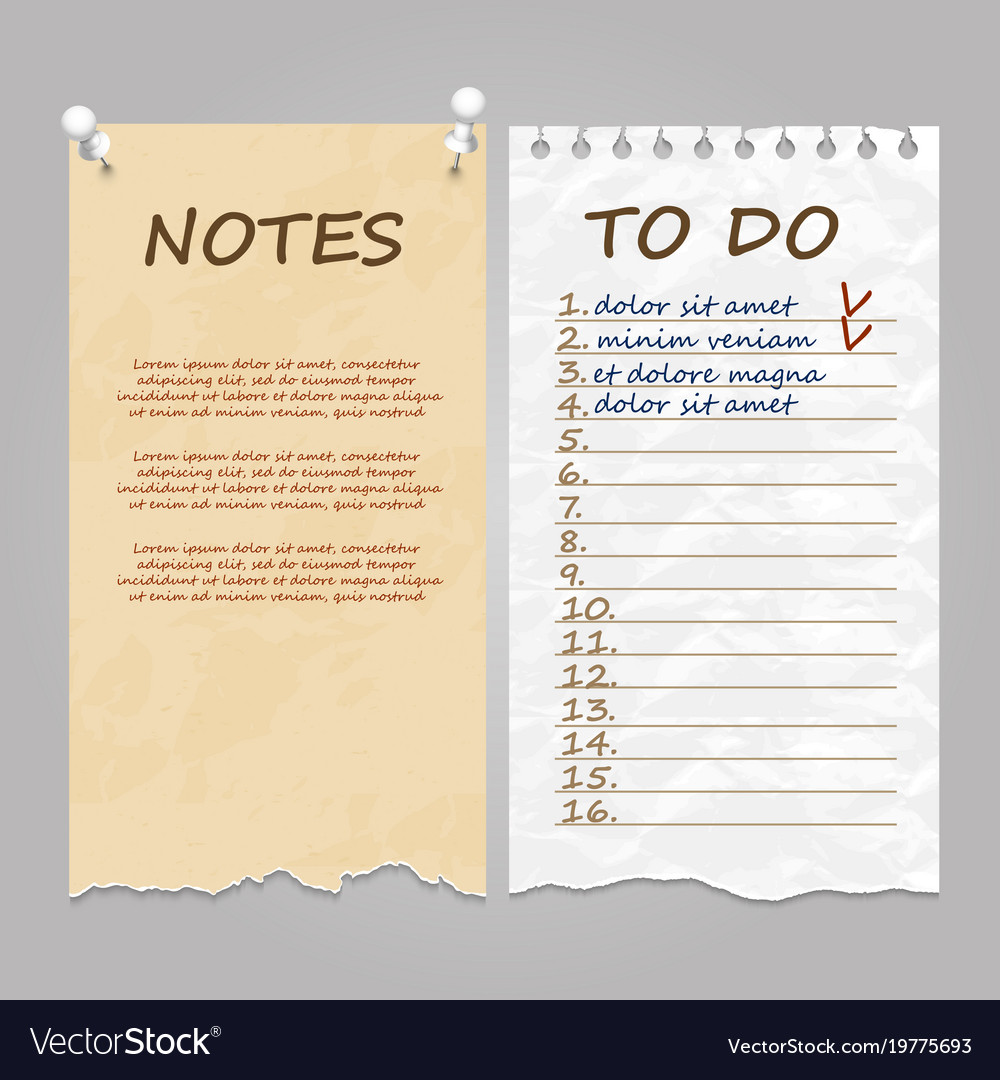 NOTES
Lorem ipsum dolor sit amet, consectetur
adipiscing elit, sed do eiusmod tempor
incididunt ut labore et dolore magna aliqua
ut enim ad minim veniam, quis nostrud
Lorem ipsum dolor sit amet, consectetur
adipiscing elit, sed do eiusmod tempor
incididunt ut labore et dolore magna aliqua
ut enim ad minim veniam, quis nostrud
Lorem ipsum dolor sit amet, consectetur
adipiscing elit, sed do eiusmod tempor
incididunt ut labore et dolore magna aliqua
ut enim ad minim veniam, quis nostrud
TO DO
1. dolor sit amet
2. minim veniam
3. et dolore magna
4. dolor sit amet
5.
6.
7.
8.
9.
10.
11.
12.
13.
14.
15.
16.
VectorStock®
VectorStock.com/19775693